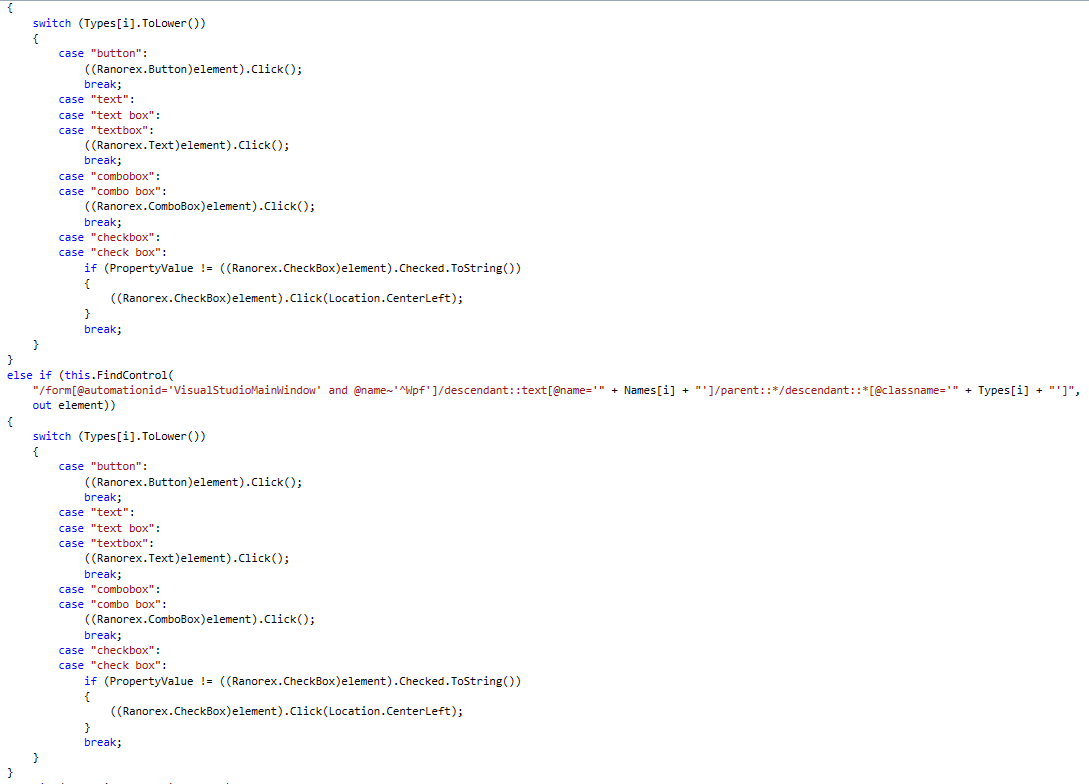 {
    switch (Types[i].ToLower())
    {
        case "button":
            ((Ranorex.Button)element).Click();
            break;
        case "text":
        case "text box":
        case "textbox":
            ((Ranorex.Text)element).Click();
            break;
        case "combobox":
        case "combo box":
            ((Ranorex.ComboBox)element).Click();
            break;
        case "checkbox":
        case "check box":
            if (PropertyValue != ((Ranorex.CheckBox)element).Checked.ToString())
            {
                ((Ranorex.CheckBox)element).Click(Location.CenterLeft);
            }
            break;
    }
}
else if (this.FindControl(
    "/form[@automationid='VisualStudioMainWindow' and @name~'^Wpf']/descendant::text[@name='" + Names[i] + "']/parent::*/descendant::*[@classname='" + Types[i] + "']",
    out element))
{
    switch (Types[i].ToLower())
    {
        case "button":
            ((Ranorex.Button)element).Click();
            break;
        case "text":
        case "text box":
        case "textbox":
            ((Ranorex.Text)element).Click();
            break;
        case "combobox":
        case "combo box":
            ((Ranorex.ComboBox)element).Click();
            break;
        case "checkbox":
        case "check box":
            if (PropertyValue != ((Ranorex.CheckBox)element).Checked.ToString())
            {
                ((Ranorex.CheckBox)element).Click(Location.CenterLeft);
            }
            break;
    }
}